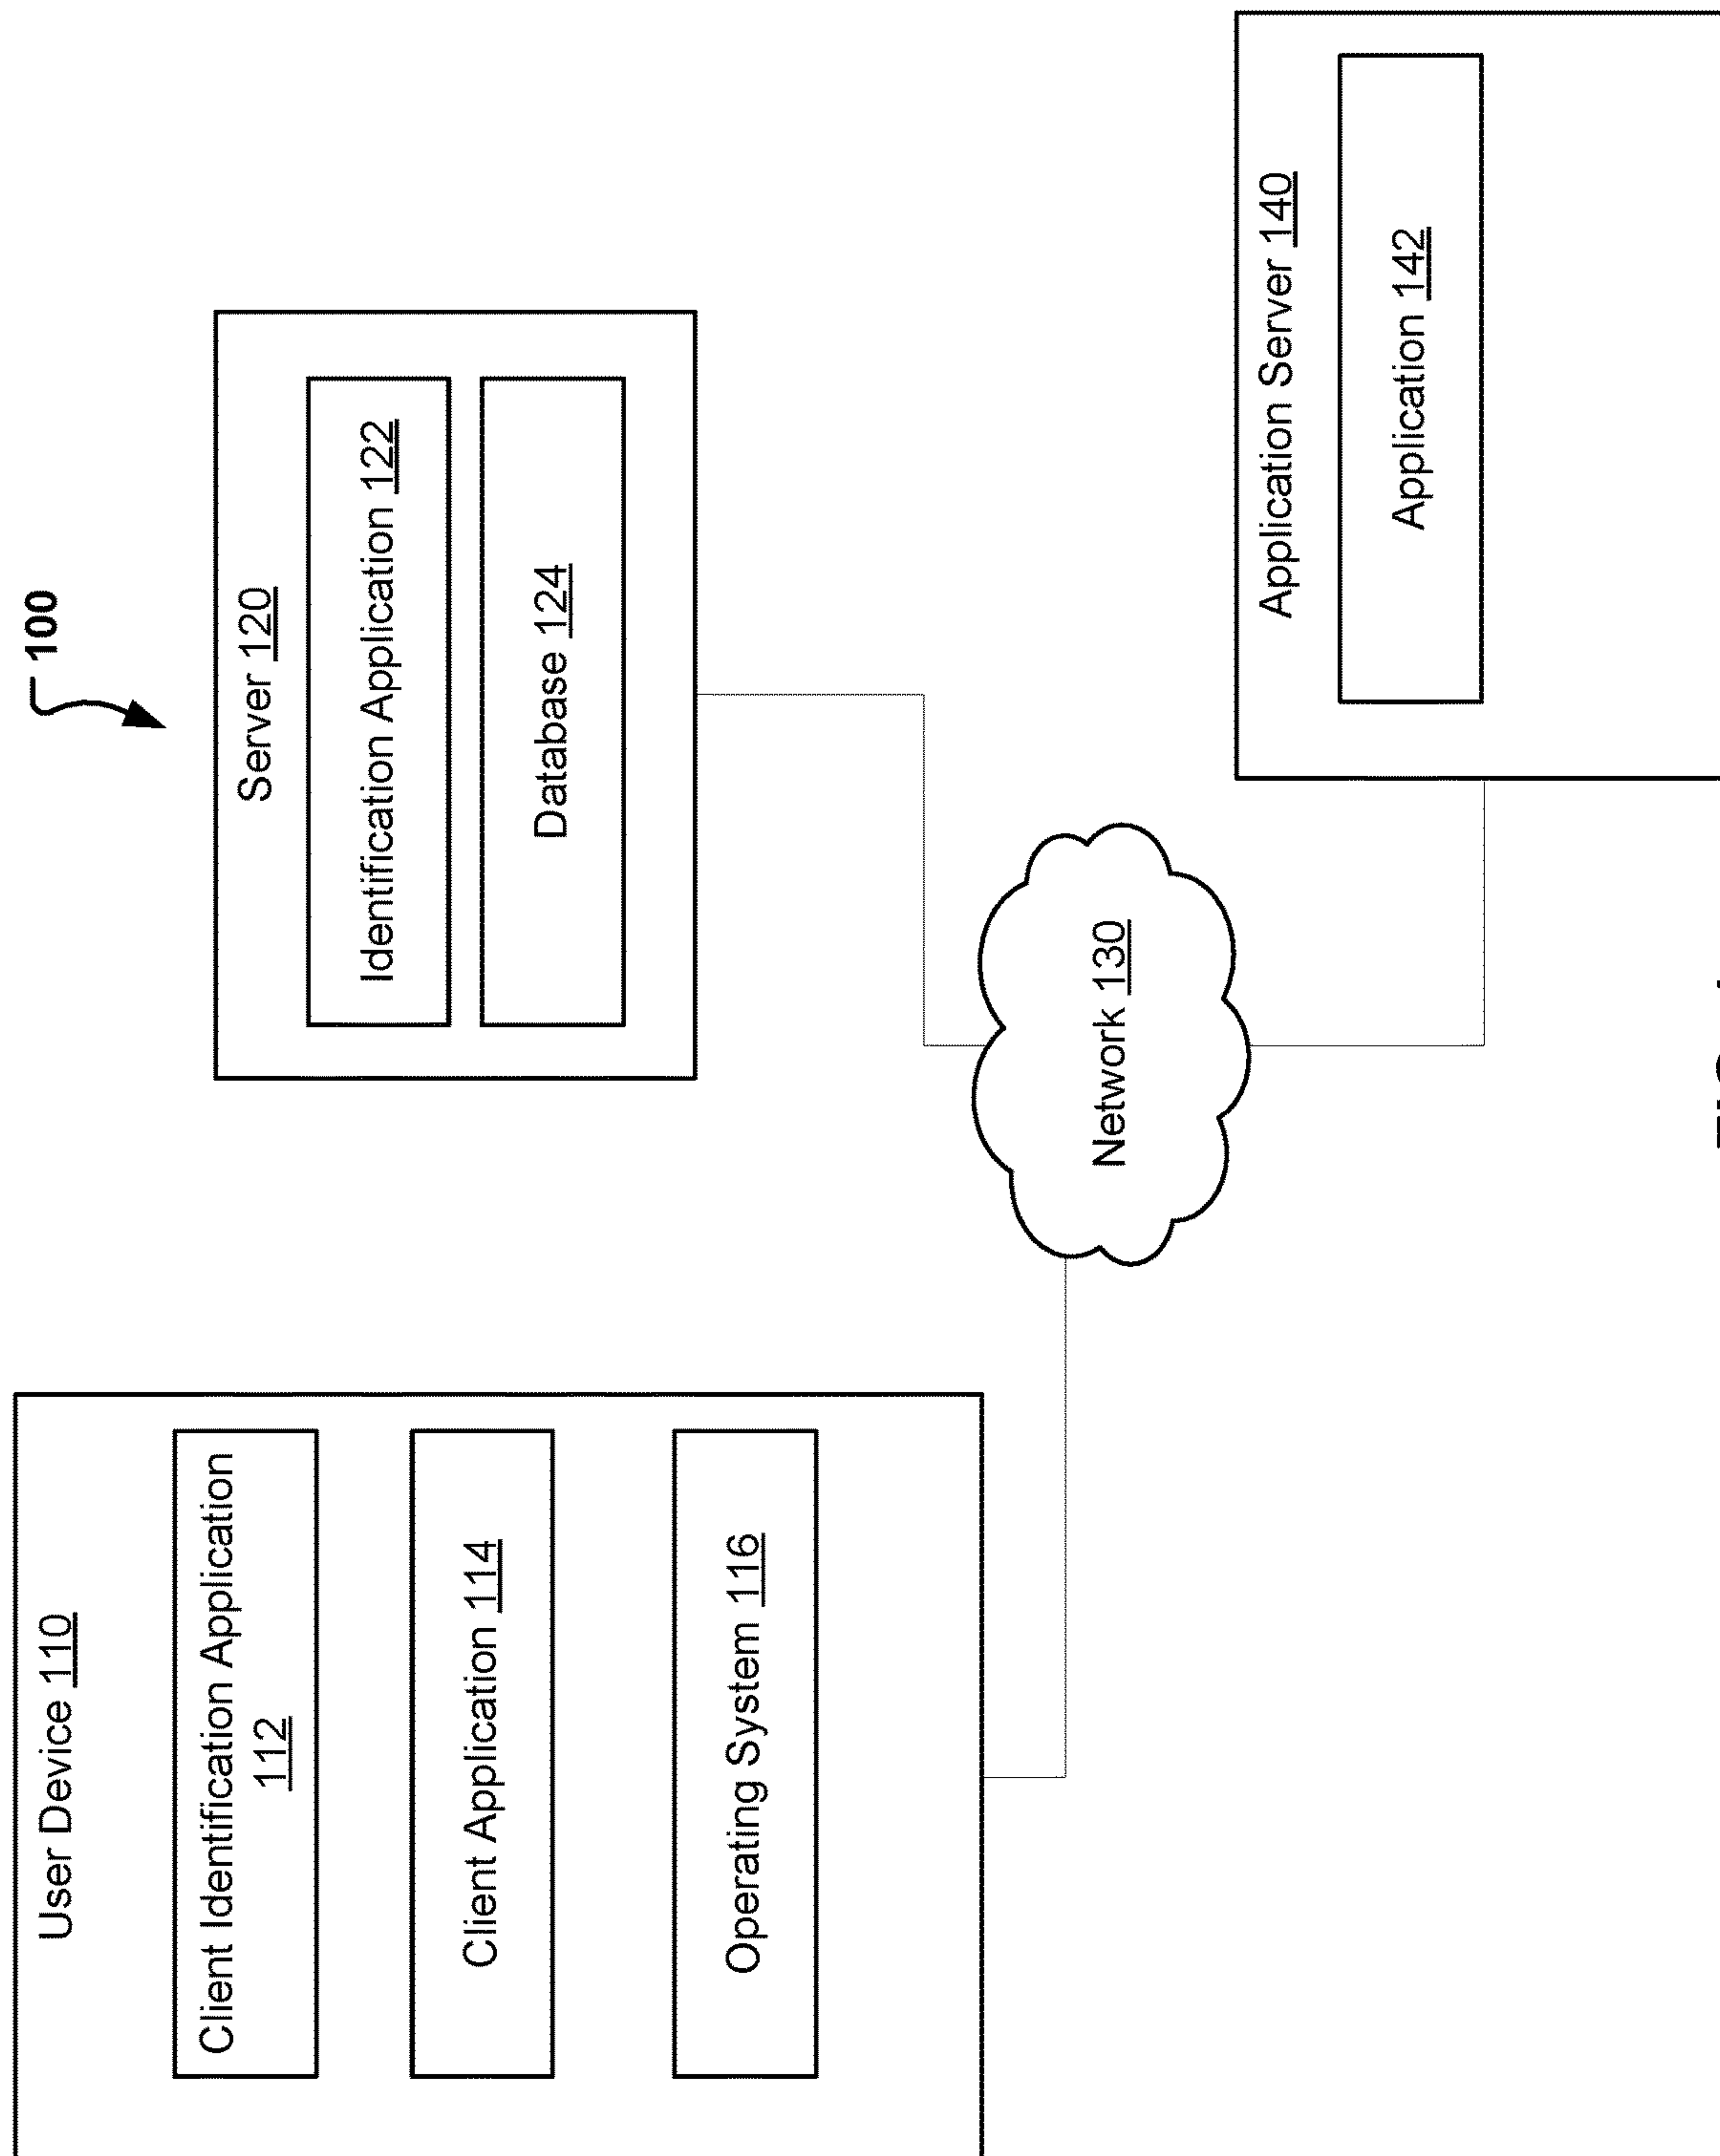 100
User Device 110
Client Identification Application
112
Client Application 114
Operating System 116
Server 120
Identification Application 122
Database 124
Network 130
Application Server 140
Application 142